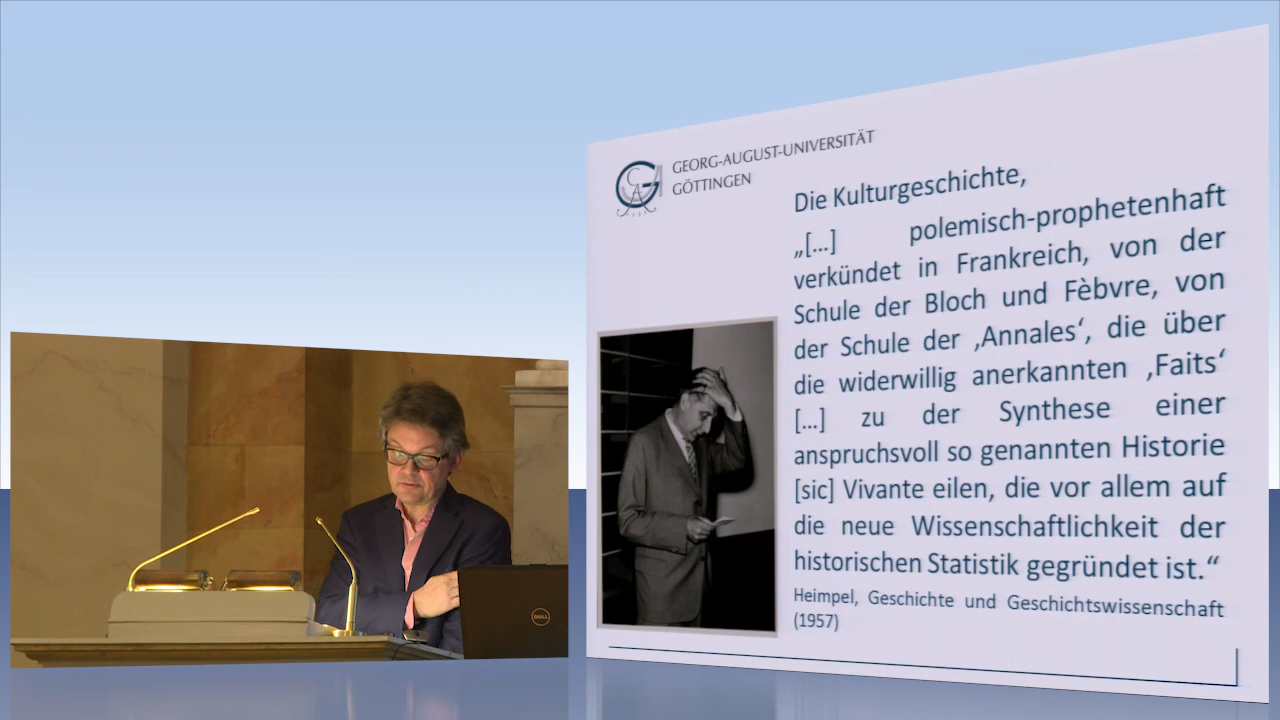 GEORG-AUGUST-UNIVERSITÄT
GÖTTINGEN
Die Kulturgeschichte,
„[...] polemisch-prophetenhaft
verkündet in Frankreich, von der
Schule der Bloch und Fèbvre, von
der Schule der ‚Annales‘, die über
die widerwillig anerkannten ‚Faits‘
[...] zu der Synthese einer
anspruchsvoll so genannten Historie
[sic] Vivante eilen, die vor allem auf
die neue Wissenschaftlichkeit der
historischen Statistik gegründet ist.“
Heimpel, Geschichte und Geschichtswissenschaft
(1957)
DELL